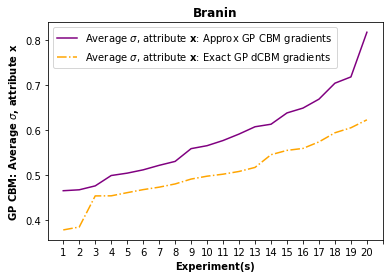 Branin
Average σ, attribute x: Approx GP CBM gradients
Average σ, attribute x: Exact GP dCBM gradients
GP CBM: Average σ, attribute x
0.8
0.7
0.6
0.5
0.4
1 2 3 4 5 6 7 8 9 10 11 12 13 14 15 16 17 18 19 20
Experiment(s)